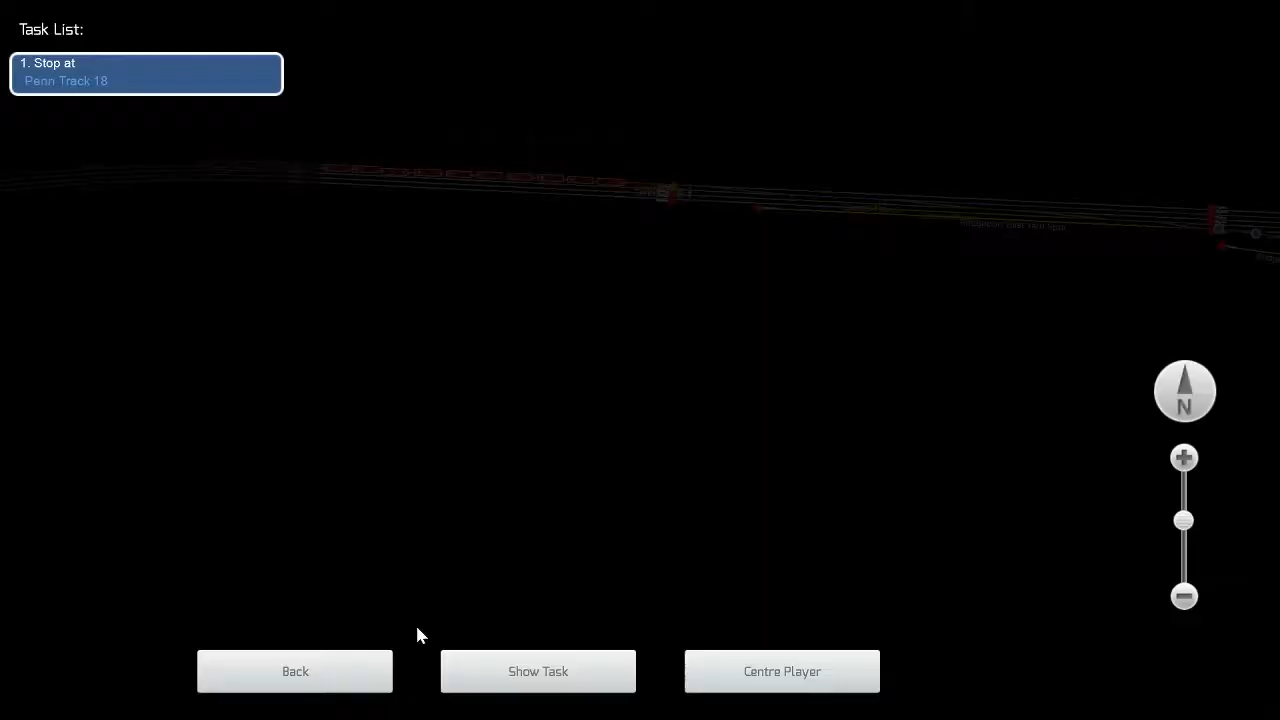 Task List:
1. Stop at
Penn Track 18
N
Back
Show Task
Centre Player